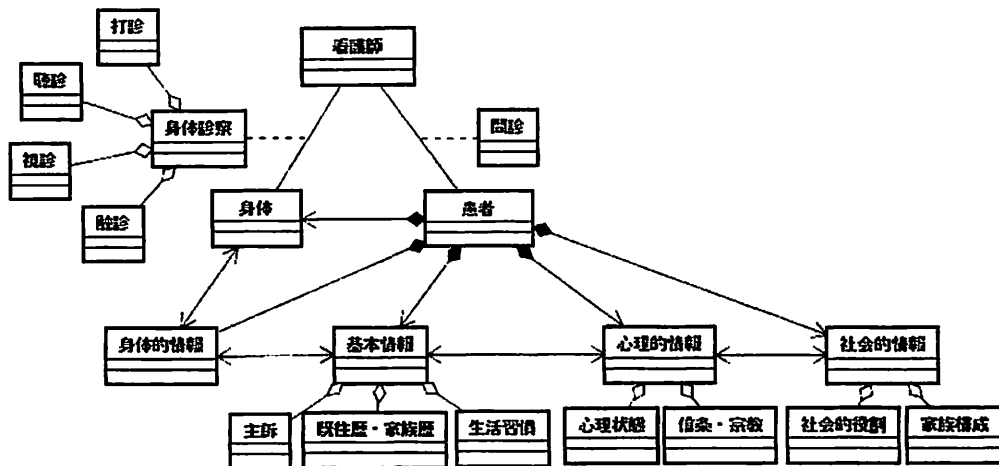 打診
看護師
聴診
身体診察
問診
視診
触診
身体
患者
身体的情報
基本情報
心理的情報
社会的情報
主訴
既往歴・家族歴
生活習慣
心理状態
信条・宗教
社会的役割
家族構成